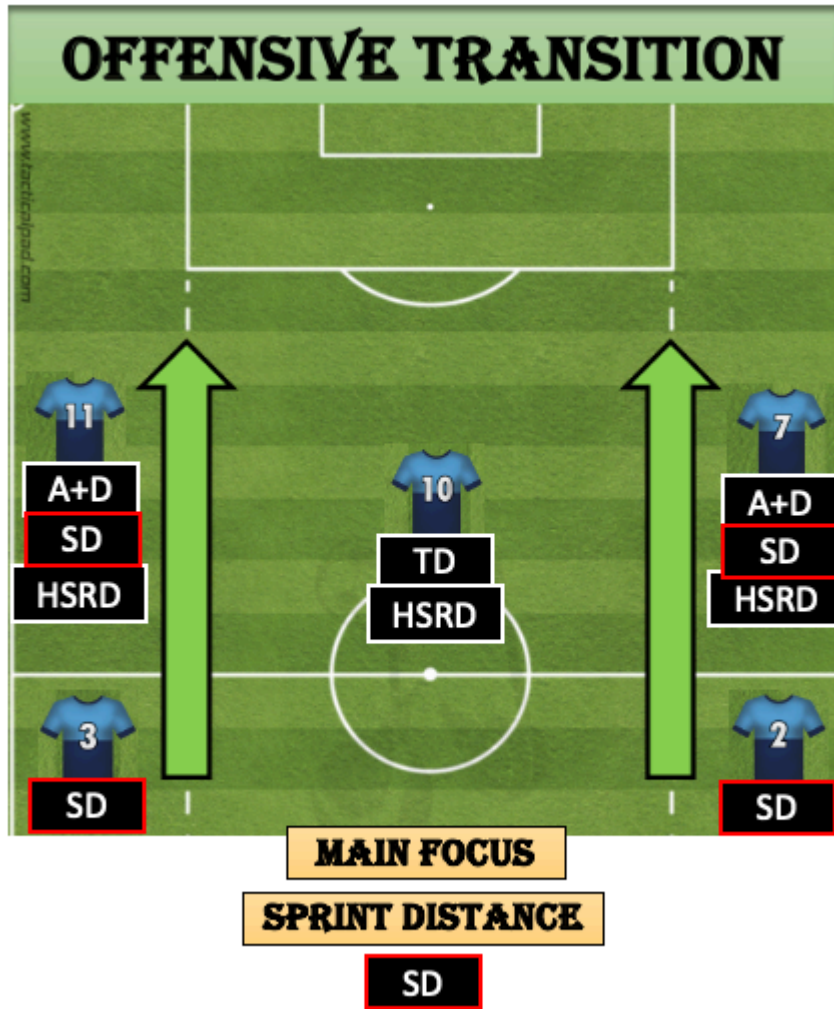 OFFENSIVE TRANSITION
www.tacticalpad.com
11
A+D
SD
HSRD
10
TD
HSRD
7
A+D
SD
HSRD
3
SD
2
SD
MAIN FOCUS
SPRINT DISTANCE
SD